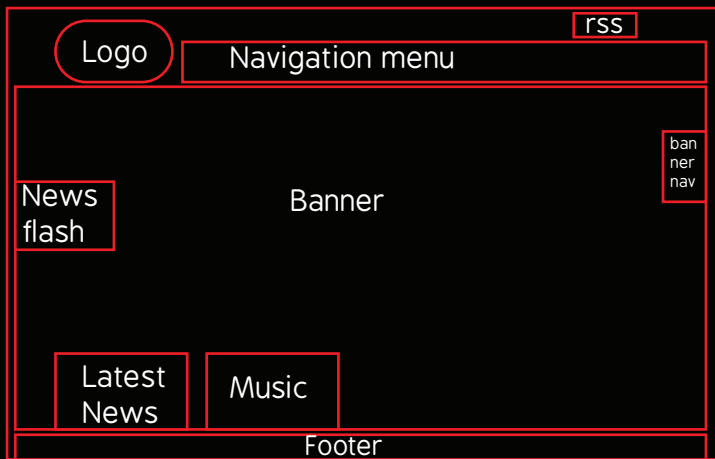 rss
Logo
Navigation menu
ban
ner
nav
News
flash
Banner
Latest
News
Music
Footer